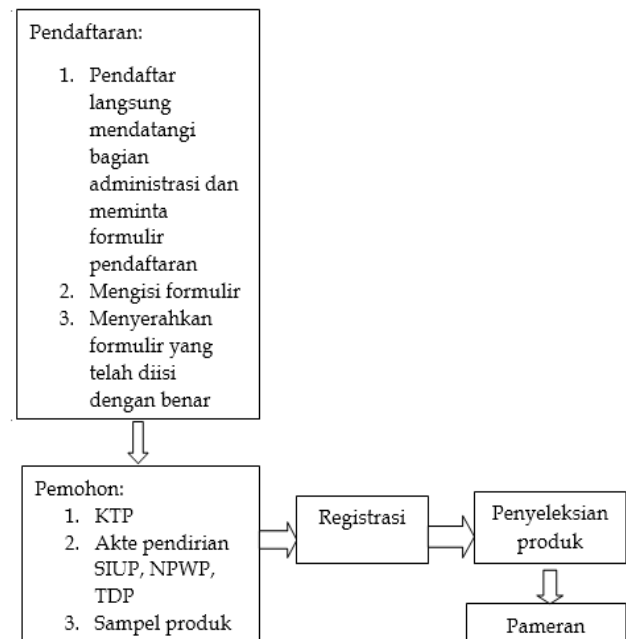 Pendaftaran:
1. Pendaftar
langsung
mendatangi
bagian
administrasi dan
meminta
formulir
pendaftaran
2. Mengisi formulir
3. Menyerahkan
formulir yang
telah diisi
dengan benar
Pemohon:
1. KTP
2. Akte pendirian
SIUP, NPWP,
TDP
3. Sampel produk
Registrasi
Penyeleksian
produk
Pameran